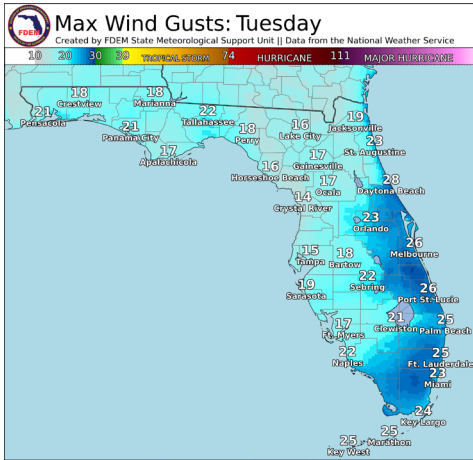 FDEM
Max Wind Gusts: Tuesday
Created by FDEM State Meteorological Support Unit || Data from the National Weather Service
10 20 30 39 TROPICAL STORM 74 HURRICANE 111 MAJOR HURRICANE
18
Crestview
18
Marianna
21
Pensacola
21
Panama City
22
Tallahassee
17
Apalachicola
18
Perry
16
Lake City
19
Jacksonville
23
St. Augustine
17
Gainesville
16
Horseshoe Beach
17
Ocala
28
Daytona Beach
14
Crystal River
23
Orlando
26
Melbourne
15
Tampa
18
Bartow
22
Sebring
19
Sarasota
26
Port St. Lucie
17
Ft. Myers
21
Clewiston
25
Palm Beach
22
Naples
25
Ft. Lauderdale
23
Miami
24
Key Largo
25
Marathon
25
Key West